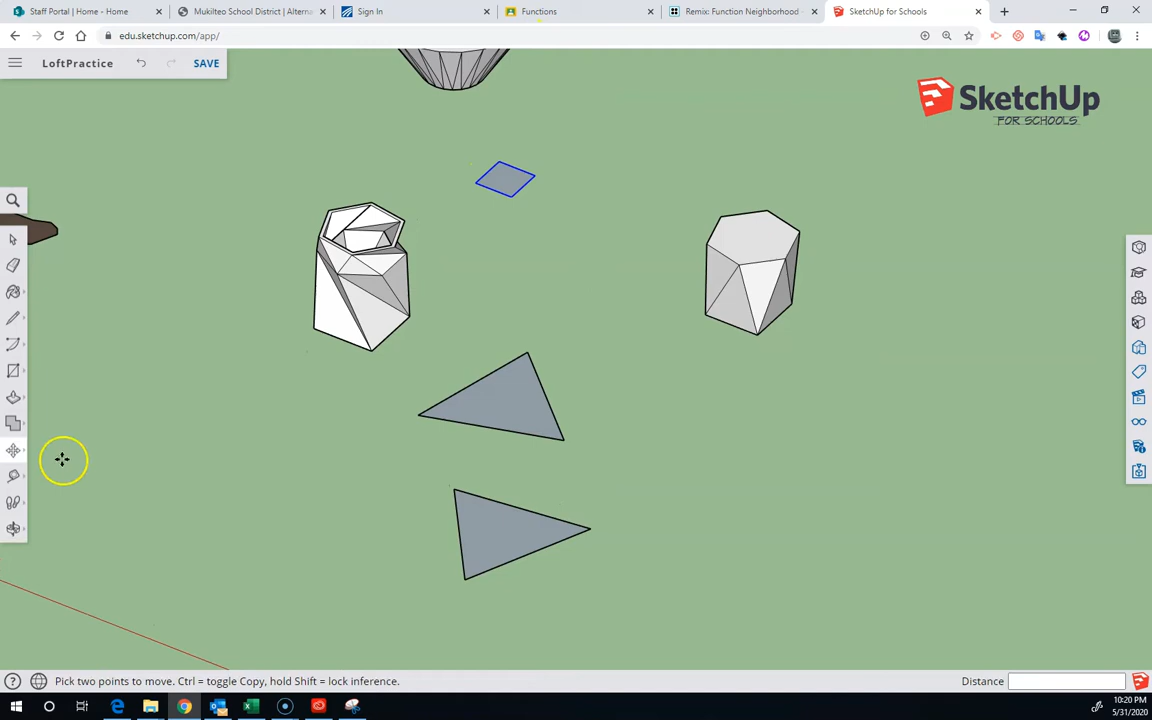 Staff Portal | Home - Home
Mukilteo School District | Alterna
Sign In
Functions
Remix: Function Neighborhood
SketchUp for Schools
edu.sketchup.com/app/
LoftPractice
SAVE
SketchUp
FOR SCHOOLS
Pick two points to move. Ctrl = toggle Copy, hold Shift = lock inference.
Distance
10:20 PM
5/31/2020